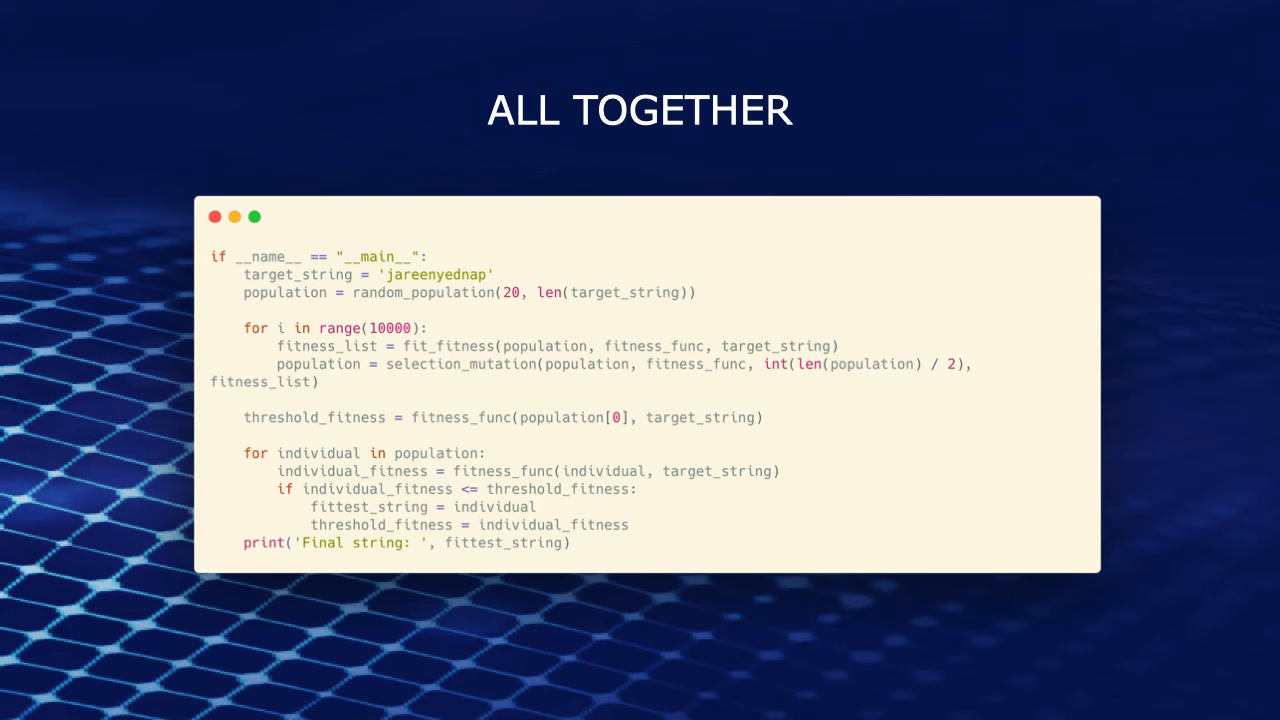 ALL TOGETHER
if __name__ == "__main__":
    target_string = 'jareenyednap'
    population = random_population(20, len(target_string))
    for i in range(10000):
        fitness_list = fit_fitness(population, fitness_func, target_string)
        population = selection_mutation(population, fitness_func, int(len(population) / 2),
fitness_list)
    threshold_fitness = fitness_func(population[0], target_string)
    for individual in population:
        individual_fitness = fitness_func(individual, target_string)
        if individual_fitness <= threshold_fitness:
            fittest_string = individual
            threshold_fitness = individual_fitness
    print('Final string: ', fittest_string)